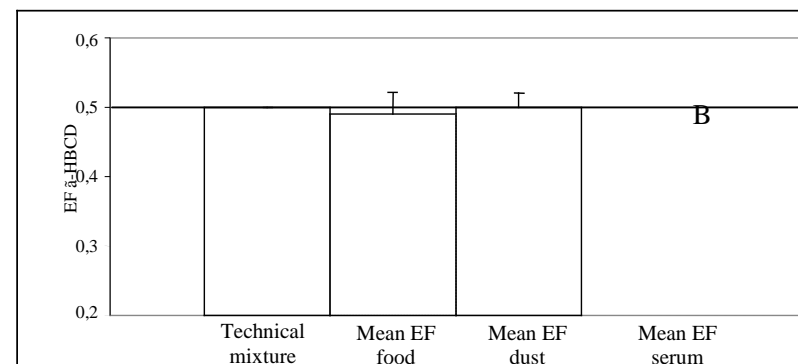 0,6
0,5
B
EF ã-HBCD
0,4
0,3
0,2
Technical mixture
Mean EF food
Mean EF dust
Mean EF serum